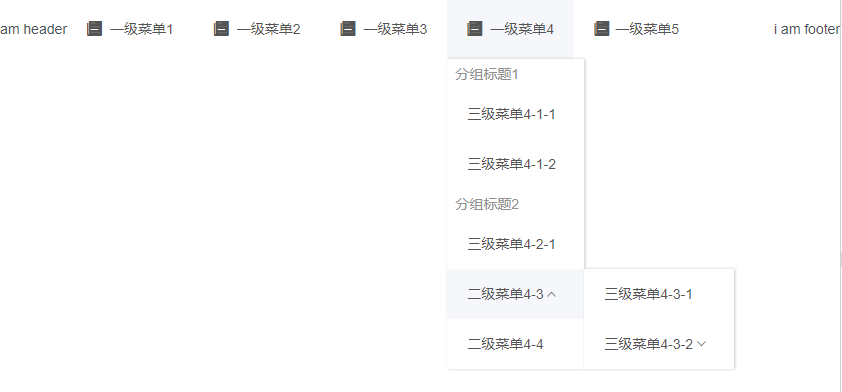 am header 一级菜单1 一级菜单2 一级菜单3 一级菜单4 一级菜单5 i am footer
分组标题1
三级菜单4-1-1
三级菜单4-1-2
分组标题2
三级菜单4-2-1
二级菜单4-3 三级菜单4-3-1
二级菜单4-4 三级菜单4-3-2